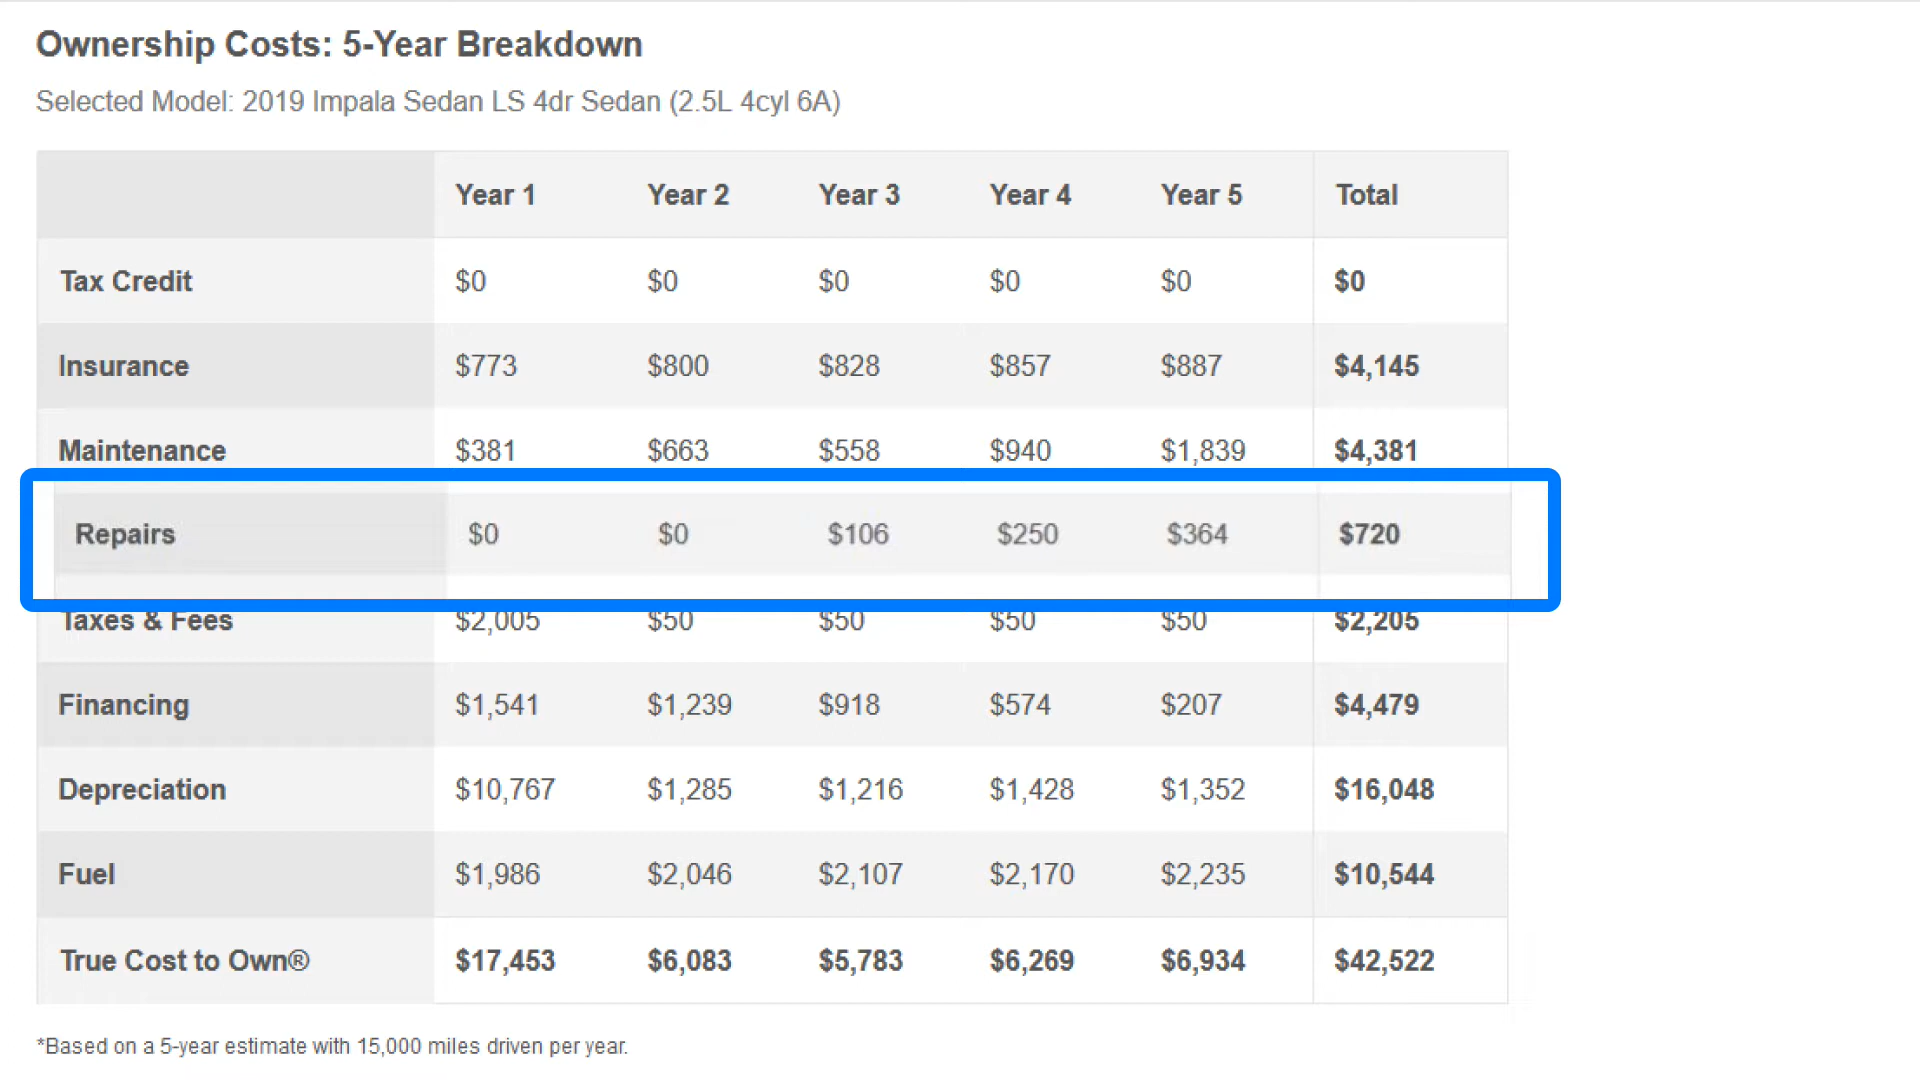 Ownership Costs: 5-Year Breakdown
Selected Model: 2019 Impala Sedan LS 4dr Sedan (2.5L 4cyl 6A)
Year 1 Year 2 Year 3 Year 4 Year 5 Total
Tax Credit $0 $0 $0 $0 $0 $0
Insurance $773 $800 $828 $857 $887 $4,145
Maintenance $381 $663 $558 $940 $1,839 $4,381
Repairs $0 $0 $106 $250 $364 $720
Taxes & Fees $2,005 $50 $50 $50 $50 $2,205
Financing $1,541 $1,239 $918 $574 $207 $4,479
Depreciation $10,767 $1,285 $1,216 $1,428 $1,352 $16,048
Fuel $1,986 $2,046 $2,107 $2,170 $2,235 $10,544
True Cost to Own® $17,453 $6,083 $5,783 $6,269 $6,934 $42,522
*Based on a 5-year estimate with 15,000 miles driven per year.